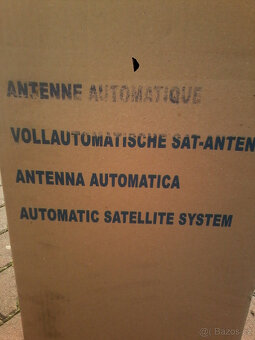 ANTENNE AUTOMATIQUE
VOLLAUTOMATISCHE SAT-ANTEN
ANTENNA AUTOMATICA
AUTOMATIC SATELLITE SYSTEM